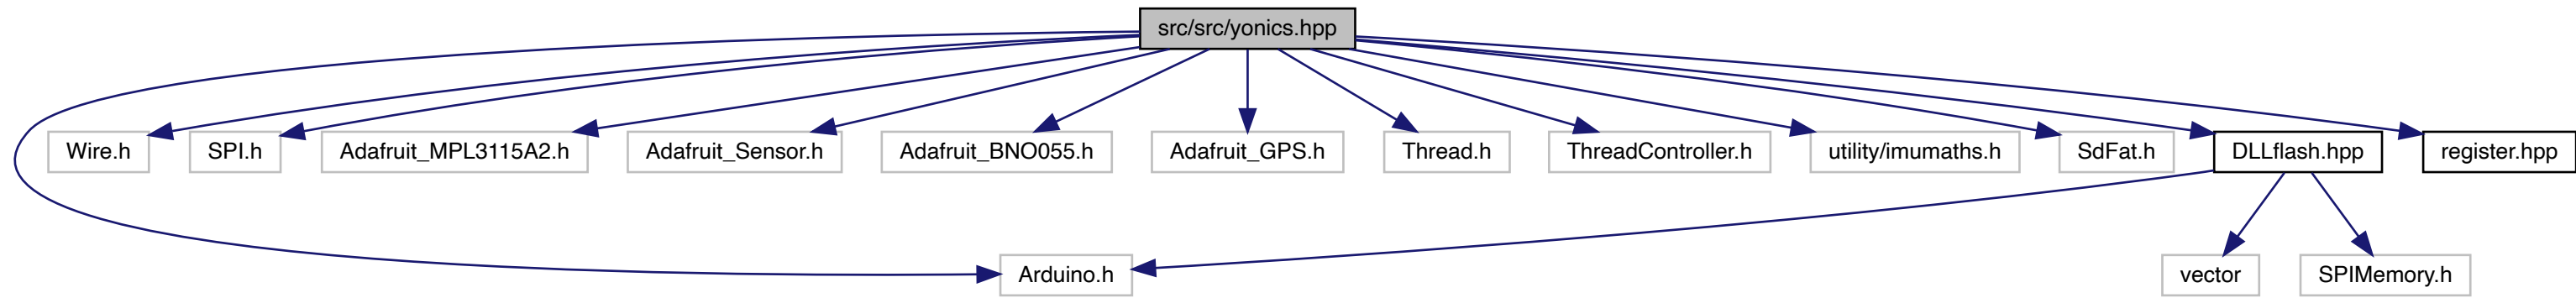 src/src/yonics.hpp
Wire.h
SPI.h
Adafruit_MPL3115A2.h
Adafruit_Sensor.h
Adafruit_BNO055.h
Adafruit_GPS.h
Thread.h
ThreadController.h
utility/imumaths.h
SdFat.h
DLLflash.hpp
register.hpp
Arduino.h
vector
SPIMemory.h